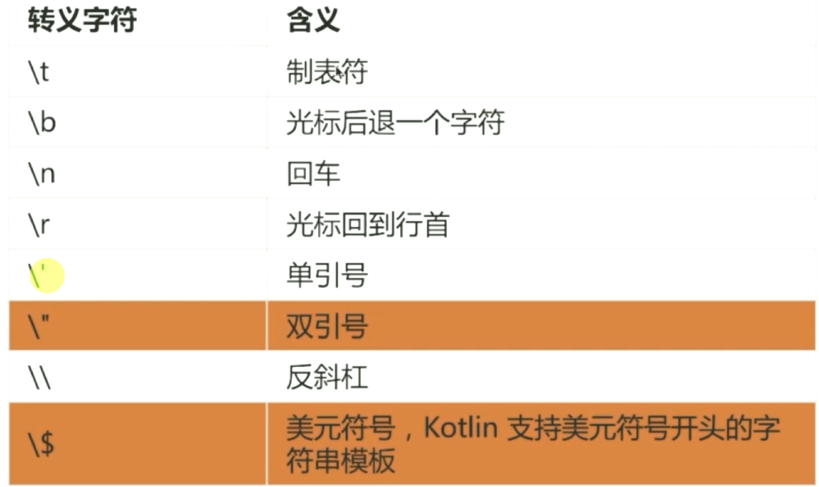 转义字符 含义
\t 制表符
\b 光标后退一个字符
\n 回车
\r 光标回到行首
\' 单引号
\" 双引号
\\ 反斜杠
\$ 美元符号，Kotlin 支持美元符号开头的字
符串模板